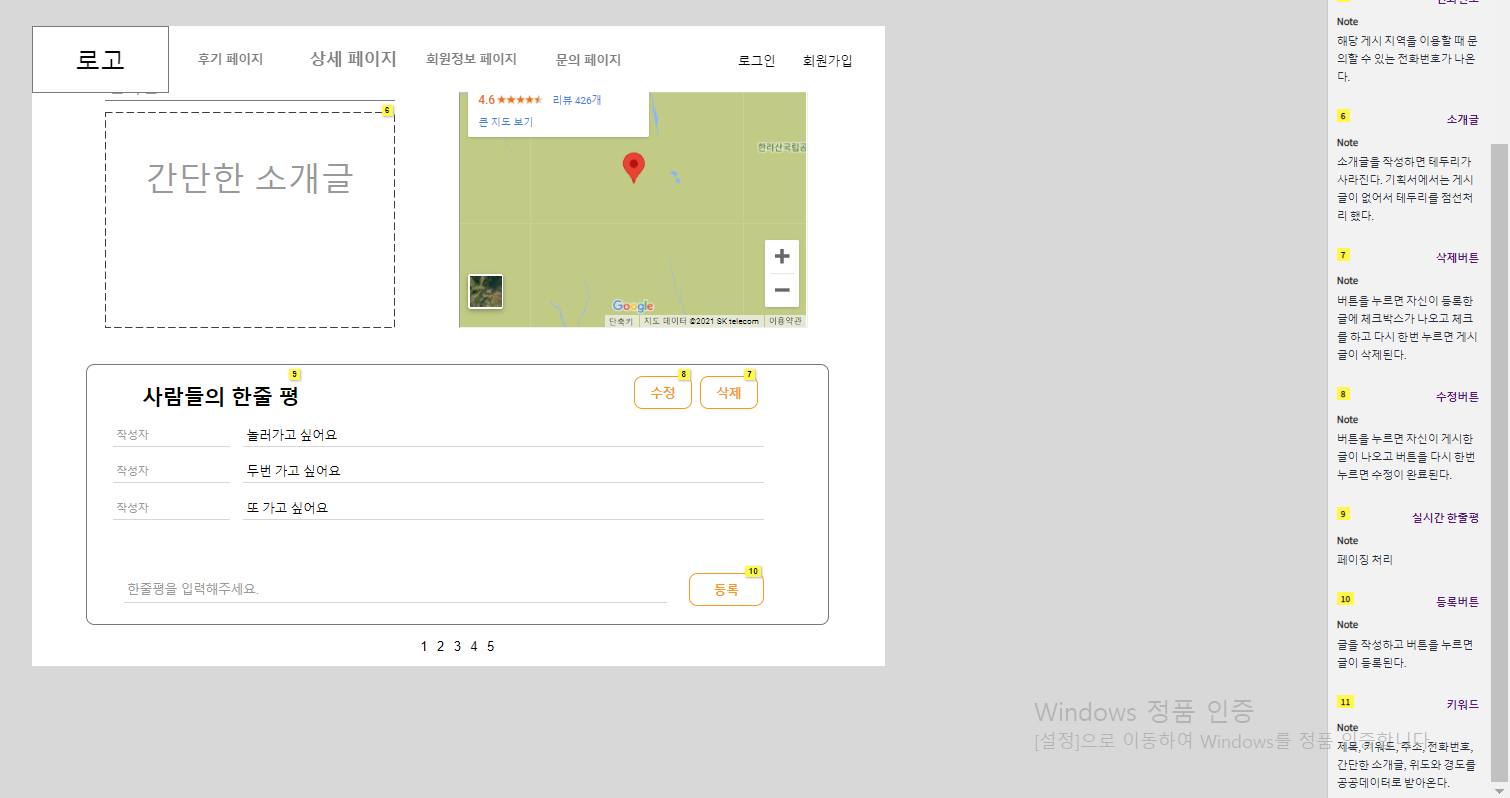 로고
후기 페이지
상세 페이지
회원정보 페이지
문의 페이지
로그인
회원가입
6
간단한 소개글
4.6
리뷰 426개
큰 지도 보기
한라산국립공
Google
단축키
지도 데이터 ©2021 SK telecom
이용약관
9
사람들의 한줄 평
8
수정
7
삭제
작성자
놀러가고 싶어요
작성자
두번 가고 싶어요
작성자
또 가고 싶어요
한줄평을 입력해주세요.
10
등록
1 2 3 4 5
Note
해당 게시 지역을 이용할 때 문
의할 수 있는 전화번호가 나온
다.
6
소개글
Note
소개글을 작성하면 테두리가
사라진다. 기획서에서는 게시
글이 없어서 테두리를 점선처
리 했다.
7
삭제버튼
Note
버튼을 누르면 자신이 등록한
글에 체크박스가 나오고 체크
를 하고 다시 한번 누르면 게시
글이 삭제된다.
8
수정버튼
Note
버튼을 누르면 자신이 게시한
글이 나오고 버튼을 다시 한번
누르면 수정이 완료된다.
9
실시간 한줄평
Note
페이징 처리
10
등록버튼
Note
글을 작성하고 버튼을 누르면
글이 등록된다.
11
키워드
Note
제목, 키워드, 주소, 전화번호,
간단한 소개글, 위도와 경도를
공공데이터로 받아온다.
Windows 정품 인증
[설정]으로 이동하여 Windows를 정품 인증합니다.